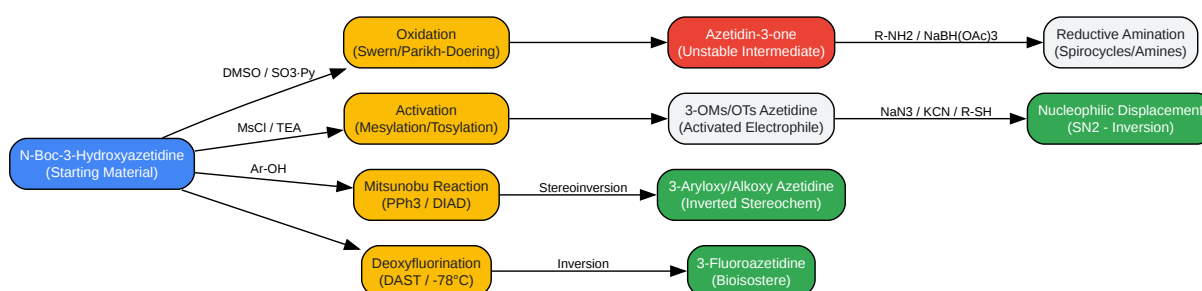 Oxidation
(Swern/Parikh-Doering)
Azetidin-3-one
(Unstable Intermediate)
R-NH2 / NaBH(OAc)3
Reductive Amination
(Spirocycles/Amines)
DMSO / SO3·Py
Activation
(Mesylation/Tosylation)
3-OMs/OTs Azetidine
(Activated Electrophile)
NaN3 / KCN / R-SH
Nucleophilic Displacement
(SN2 - Inversion)
MsCl / TEA
N-Boc-3-Hydroxyazetidine
(Starting Material)
Ar-OH
Mitsunobu Reaction
(PPh3 / DIAD)
Stereoinversion
3-Aryloxy/Alkoxy Azetidine
(Inverted Stereochem)
Deoxyfluorination
(DAST / -78°C)
Inversion
3-Fluoroazetidine
(Bioisostere)